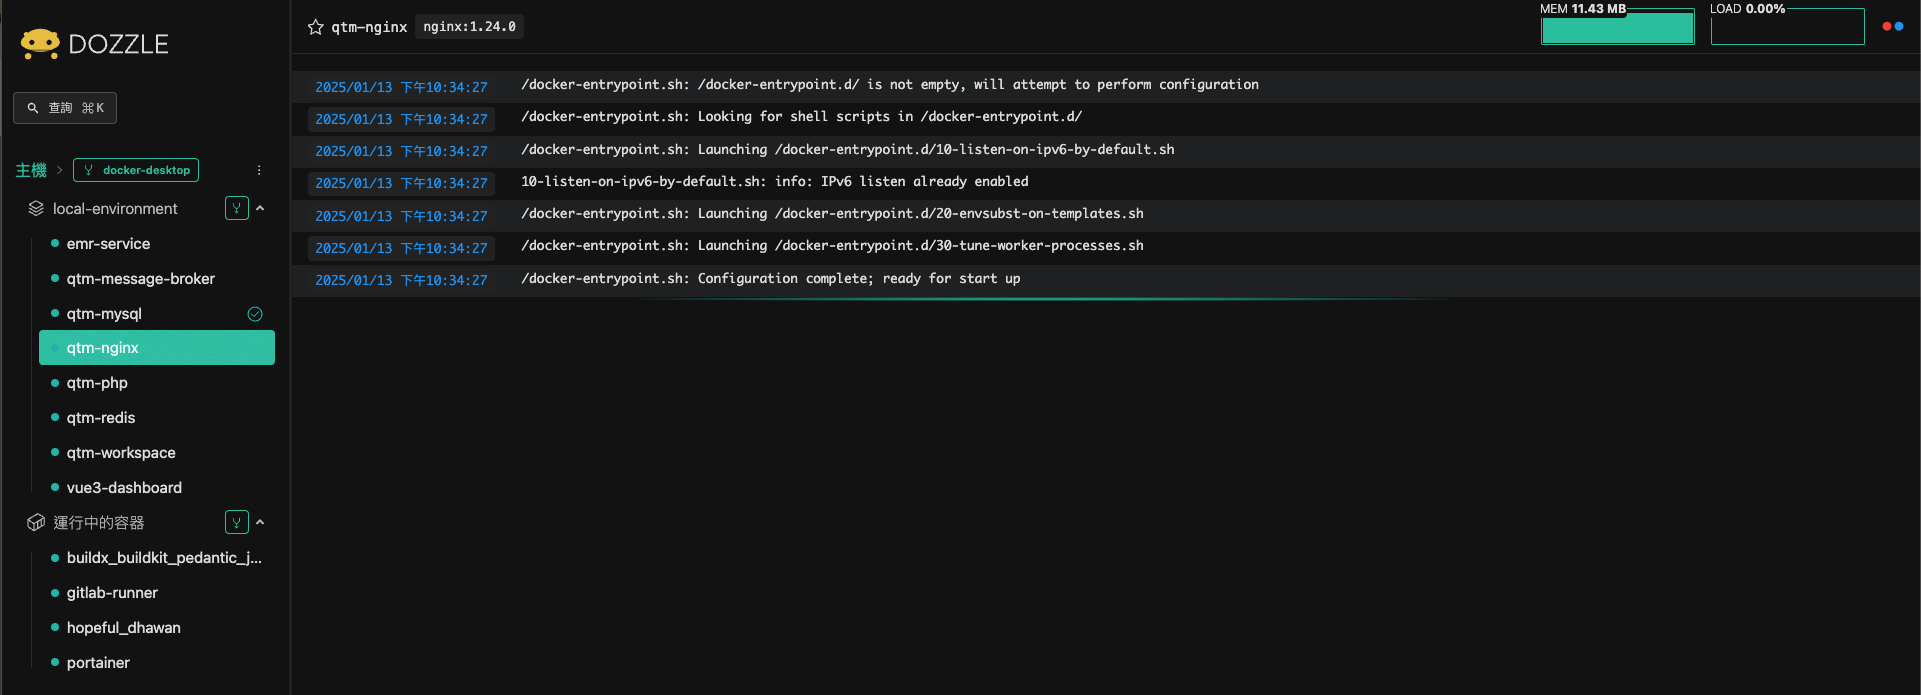 DOZZLE
查詢 ⌘K
主機 > docker-desktop
local-environment
emr-service
qtm-message-broker
qtm-mysql
qtm-nginx
qtm-php
qtm-redis
qtm-workspace
vue3-dashboard
運行中的容器
buildx_buildkit_pedantic_j...
gitlab-runner
hopeful_dhawan
portainer
qtm-nginx nginx:1.24.0
MEM 11.43 MB
LOAD 0.00%
2025/01/13 下午10:34:27 /docker-entrypoint.sh: /docker-entrypoint.d/ is not empty, will attempt to perform configuration
2025/01/13 下午10:34:27 /docker-entrypoint.sh: Looking for shell scripts in /docker-entrypoint.d/
2025/01/13 下午10:34:27 /docker-entrypoint.sh: Launching /docker-entrypoint.d/10-listen-on-ipv6-by-default.sh
2025/01/13 下午10:34:27 10-listen-on-ipv6-by-default.sh: info: IPv6 listen already enabled
2025/01/13 下午10:34:27 /docker-entrypoint.sh: Launching /docker-entrypoint.d/20-envsubst-on-templates.sh
2025/01/13 下午10:34:27 /docker-entrypoint.sh: Launching /docker-entrypoint.d/30-tune-worker-processes.sh
2025/01/13 下午10:34:27 /docker-entrypoint.sh: Configuration complete; ready for start up